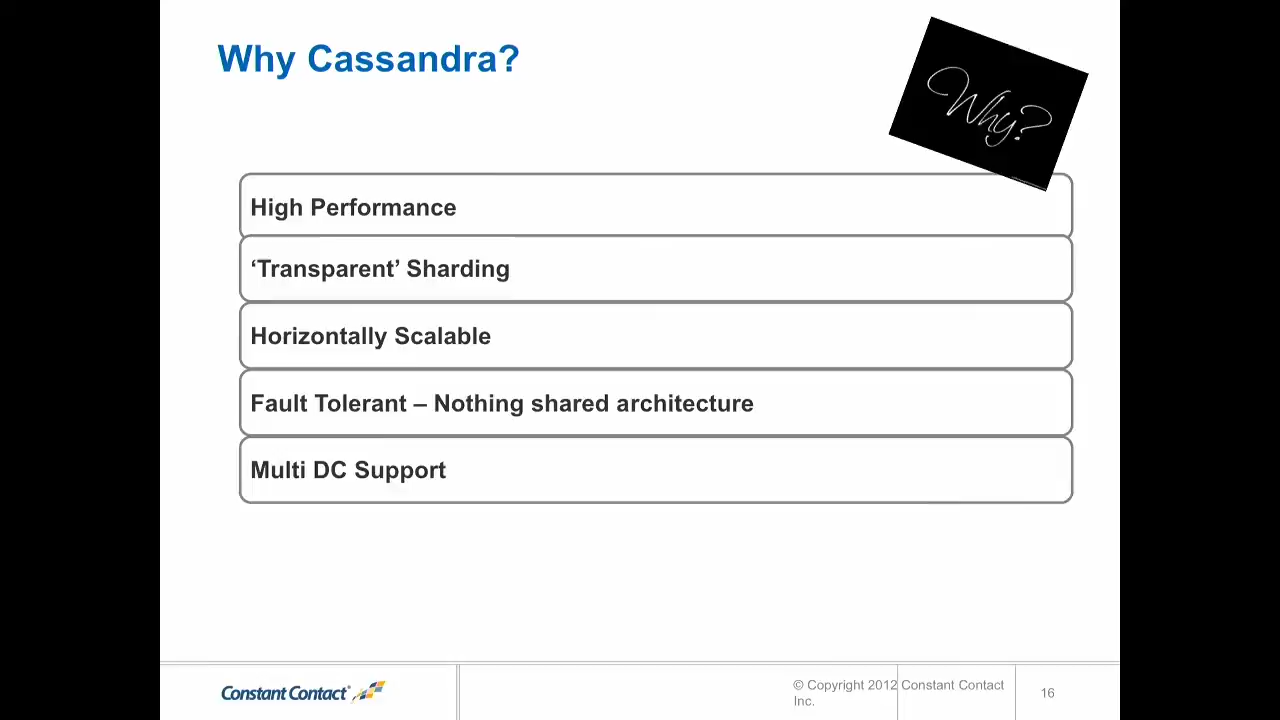 Why Cassandra?
Why?
High Performance
‘Transparent’ Sharding
Horizontally Scalable
Fault Tolerant – Nothing shared architecture
Multi DC Support
Constant Contact®
© Copyright 2012 Constant Contact
Inc.
16